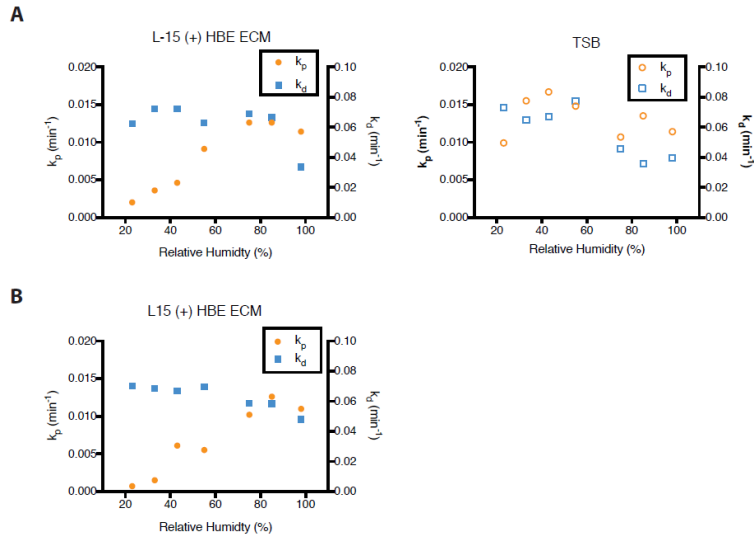 A
L-15 (+) HBE ECM
kp
kd
0.020
0.015
0.010
0.005
0.000
kp (min-1)
0.10
0.08
0.06
0.04
0.02
0.00
kd (min-1)
20 40 60 80 100
Relative Humidity (%)
TSB
kp
kd
0.020
0.015
0.010
0.005
0.000
kp (min-1)
0.10
0.08
0.06
0.04
0.02
0.00
kd (min-1)
20 40 60 80 100
Relative Humidity (%)
B
L15 (+) HBE ECM
kp
kd
0.020
0.015
0.010
0.005
0.000
kp (min-1)
0.10
0.08
0.06
0.04
0.02
0.00
kd (min-1)
20 40 60 80 100
Relative Humidity (%)